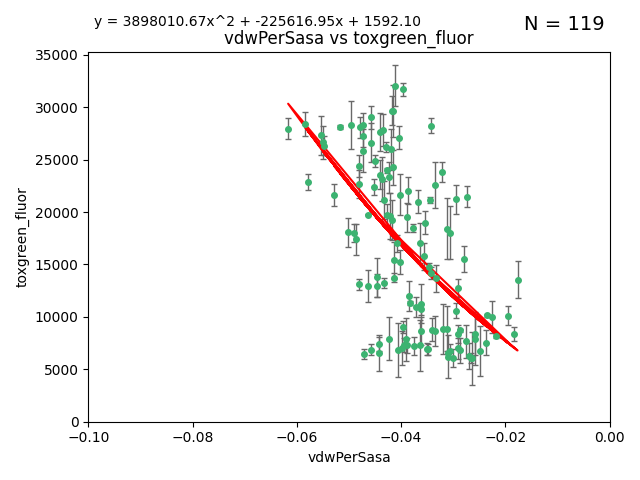 y = 3898010.67x^2 + -225616.95x + 1592.10
N = 119
vdwPerSasa vs toxgreen_fluor
35000
30000
25000
20000
15000
10000
5000
0
toxgreen_fluor
−0.10 −0.08 −0.06 −0.04 −0.02 0.00
vdwPerSasa